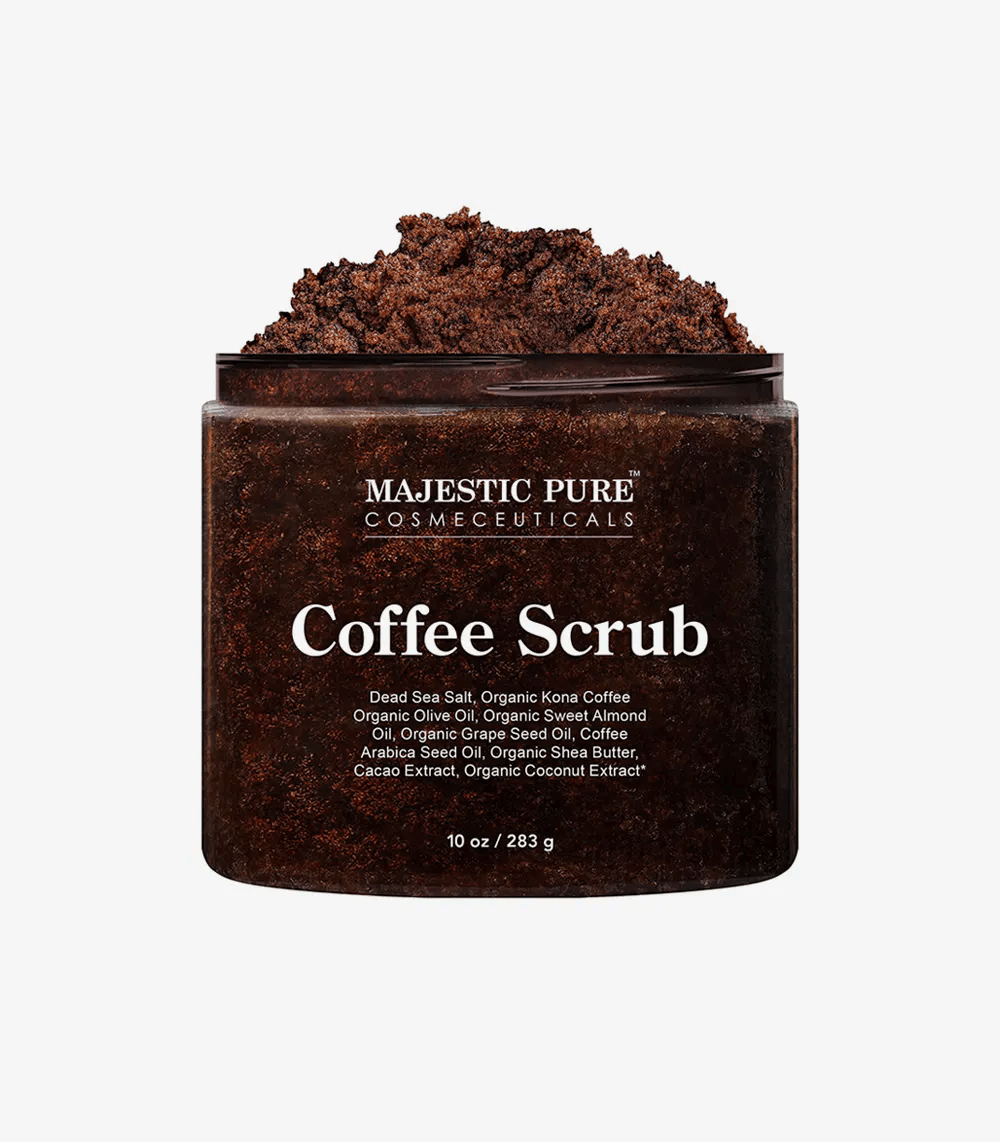 MAJESTIC PURE™
COSMECEUTICALS
Coffee Scrub
Dead Sea Salt, Organic Kona Coffee
Organic Olive Oil, Organic Sweet Almond
Oil, Organic Grape Seed Oil, Coffee
Arabica Seed Oil, Organic Shea Butter,
Cacao Extract, Organic Coconut Extract*
10 oz / 283 g